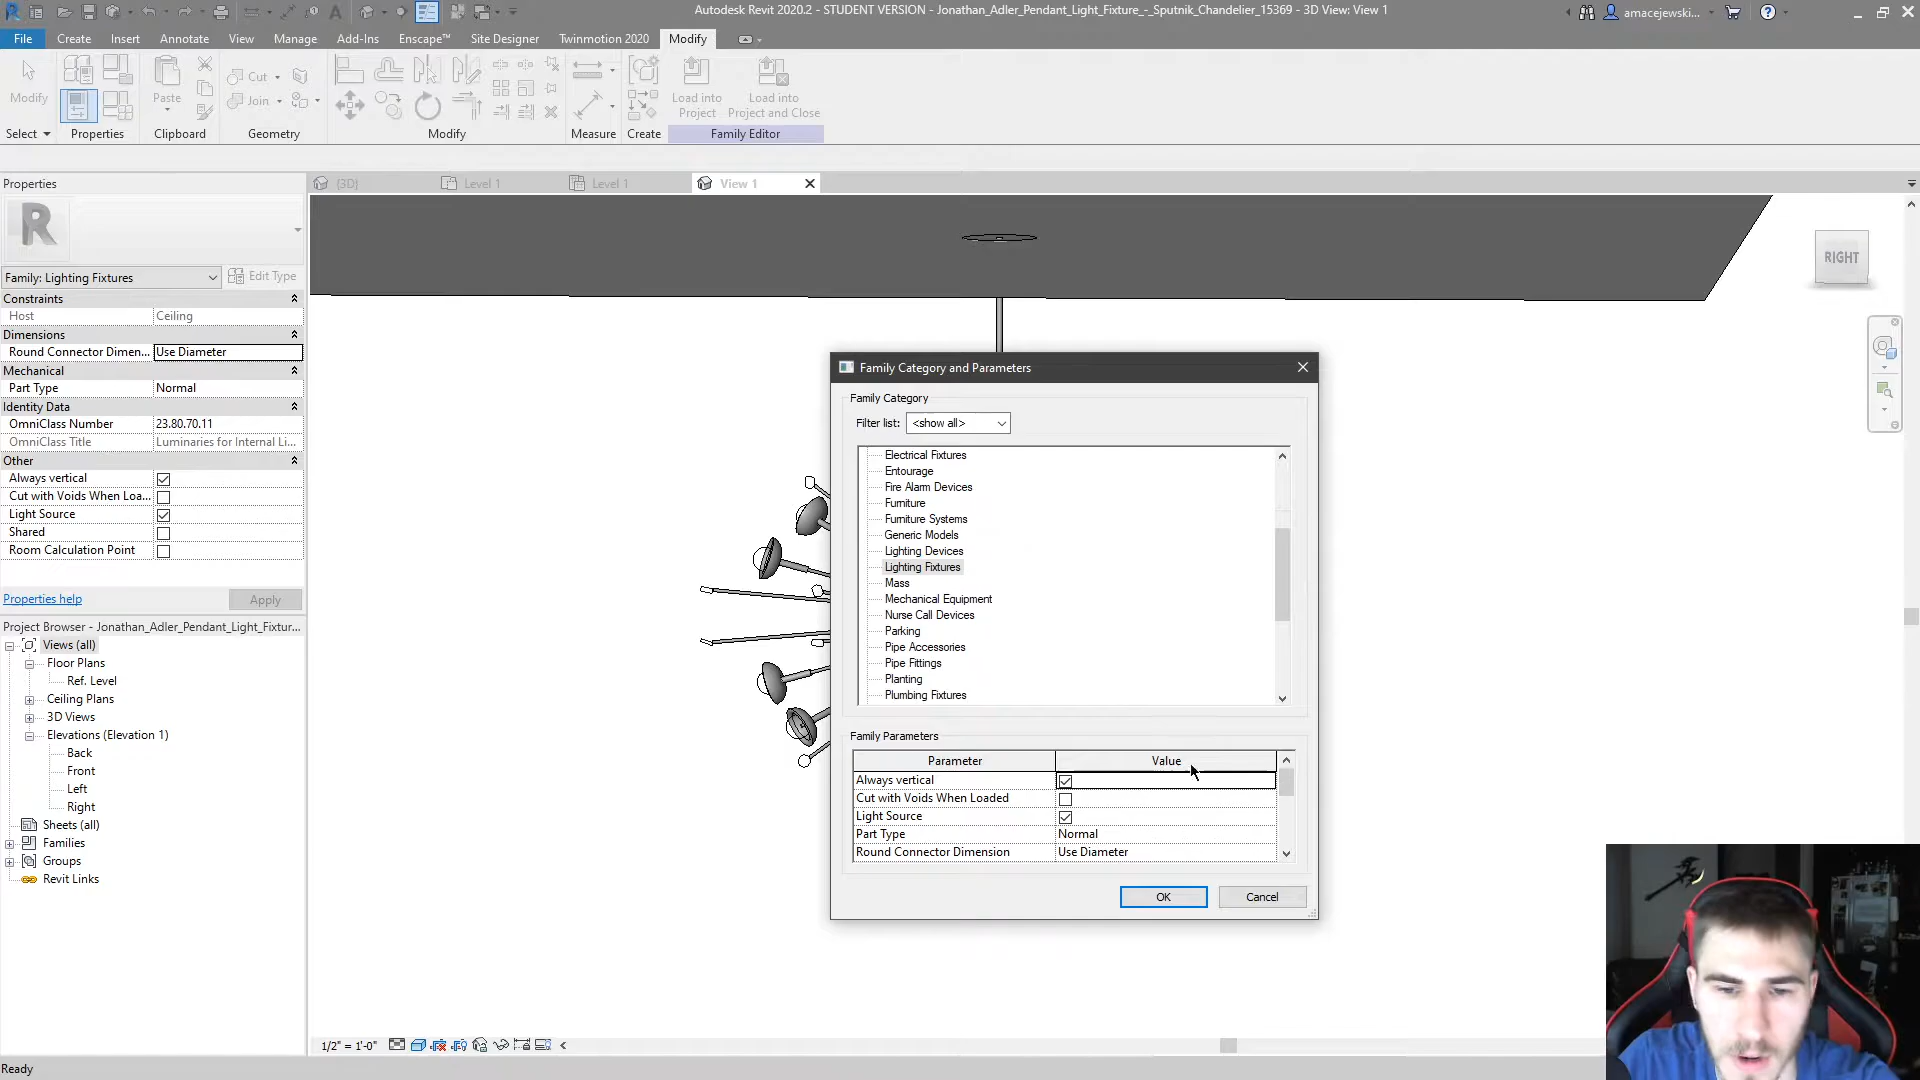 Autodesk Revit 2020.2 - STUDENT VERSION - Jonathan_Adler_Pendant_Light_Fixture_-_Sputnik_Chandelier_15369 - 3D View: View 1
amacejewski...
File Create Insert Annotate View Manage Add-Ins Enscape™ Site Designer Twinmotion 2020 Modify
Modify
Paste
Cut
Join
Load into
Project
Load into
Project and Close
Select Properties Clipboard Geometry Modify Measure Create Family Editor
Properties
{3D}
Level 1
Level 1
View 1
R
Family: Lighting Fixtures
Edit Type
Constraints
Host Ceiling
Dimensions
Round Connector Dimen... Use Diameter
Mechanical
Part Type Normal
Identity Data
OmniClass Number 23.80.70.11
OmniClass Title Luminaries for Internal Li...
Other
Always vertical
Cut with Voids When Loa...
Light Source
Shared
Room Calculation Point
Properties help
Apply
Project Browser - Jonathan_Adler_Pendant_Light_Fixtur...
Views (all)
Floor Plans
Ref. Level
Ceiling Plans
3D Views
Elevations (Elevation 1)
Back
Front
Left
Right
Sheets (all)
Families
Groups
Revit Links
RIGHT
Family Category and Parameters
Family Category
Filter list: <show all>
Electrical Fixtures
Entourage
Fire Alarm Devices
Furniture
Furniture Systems
Generic Models
Lighting Devices
Lighting Fixtures
Mass
Mechanical Equipment
Nurse Call Devices
Parking
Pipe Accessories
Pipe Fittings
Planting
Plumbing Fixtures
Family Parameters
Parameter Value
Always vertical
Cut with Voids When Loaded
Light Source
Part Type Normal
Round Connector Dimension Use Diameter
OK Cancel
1/2" = 1'-0"
Ready